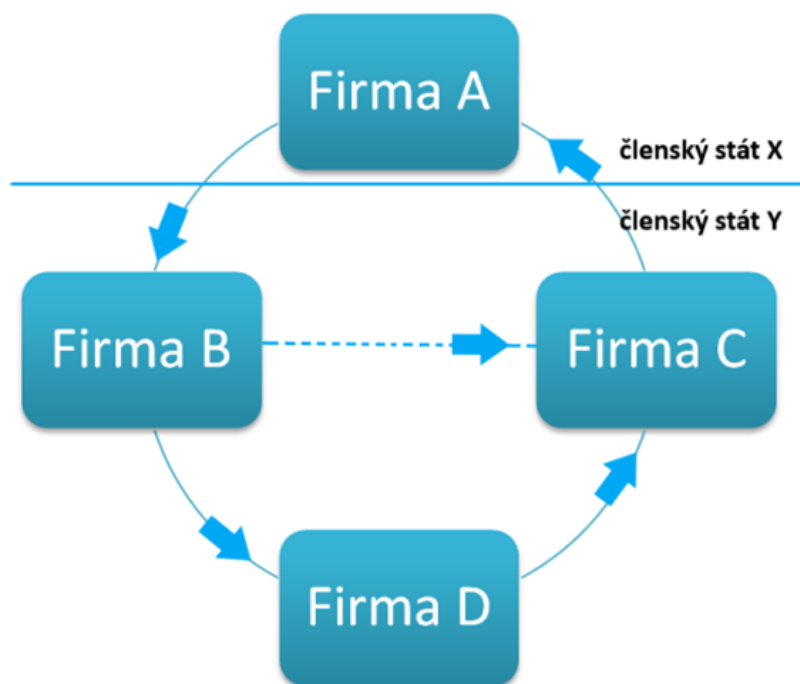 Firma A
členský stát X
členský stát Y
Firma B
Firma C
Firma D